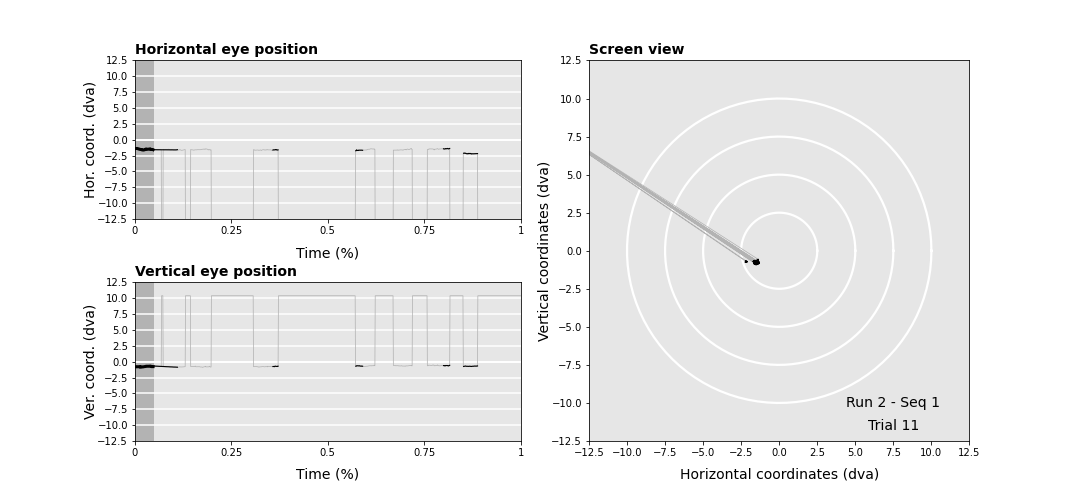 Horizontal eye position
Hor. coord. (dva)
12.5
10.0
7.5
5.0
2.5
0.0
−2.5
−5.0
−7.5
−10.0
−12.5
0 0.25 0.5 0.75 1
Time (%)
Vertical eye position
Ver. coord. (dva)
12.5
10.0
7.5
5.0
2.5
0.0
−2.5
−5.0
−7.5
−10.0
−12.5
0 0.25 0.5 0.75 1
Time (%)
Screen view
Vertical coordinates (dva)
12.5
10.0
7.5
5.0
2.5
0.0
−2.5
−5.0
−7.5
−10.0
−12.5
Run 2 - Seq 1
Trial 11
−12.5 −10.0 −7.5 −5.0 −2.5 0.0 2.5 5.0 7.5 10.0 12.5
Horizontal coordinates (dva)